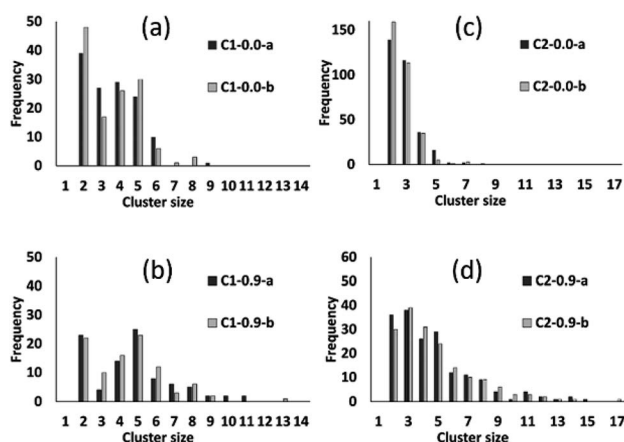 (a)
Frequency
50
40
30
20
10
0
C1-0.0-a
C1-0.0-b
1 2 3 4 5 6 7 8 9 10 11 12 13 14
Cluster size
(c)
Frequency
150
100
50
0
C2-0.0-a
C2-0.0-b
1 3 5 7 9 11 13 15 17
Cluster size
(b)
Frequency
50
40
30
20
10
0
C1-0.9-a
C1-0.9-b
1 2 3 4 5 6 7 8 9 10 11 12 13 14
Cluster size
(d)
Frequency
60
50
40
30
20
10
0
C2-0.9-a
C2-0.9-b
1 3 5 7 9 11 13 15 17
Cluster size